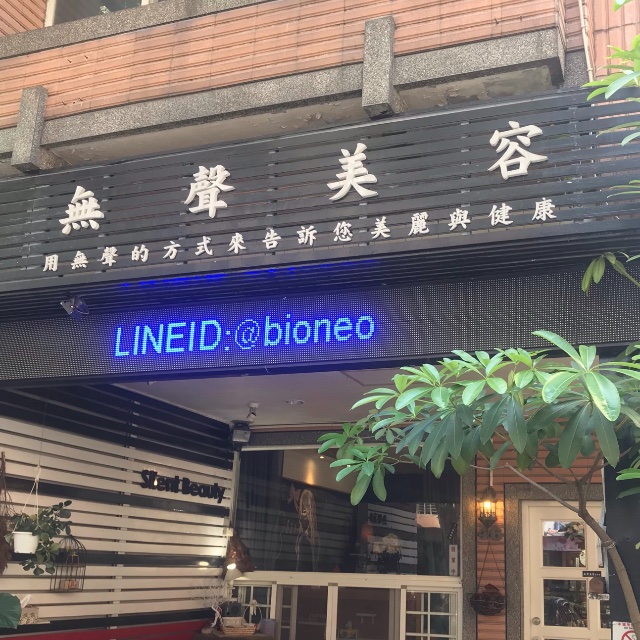 無聲美容
用無聲的方式來告訴您美麗與健康
LINEID:@bioneo
Silent Beauty